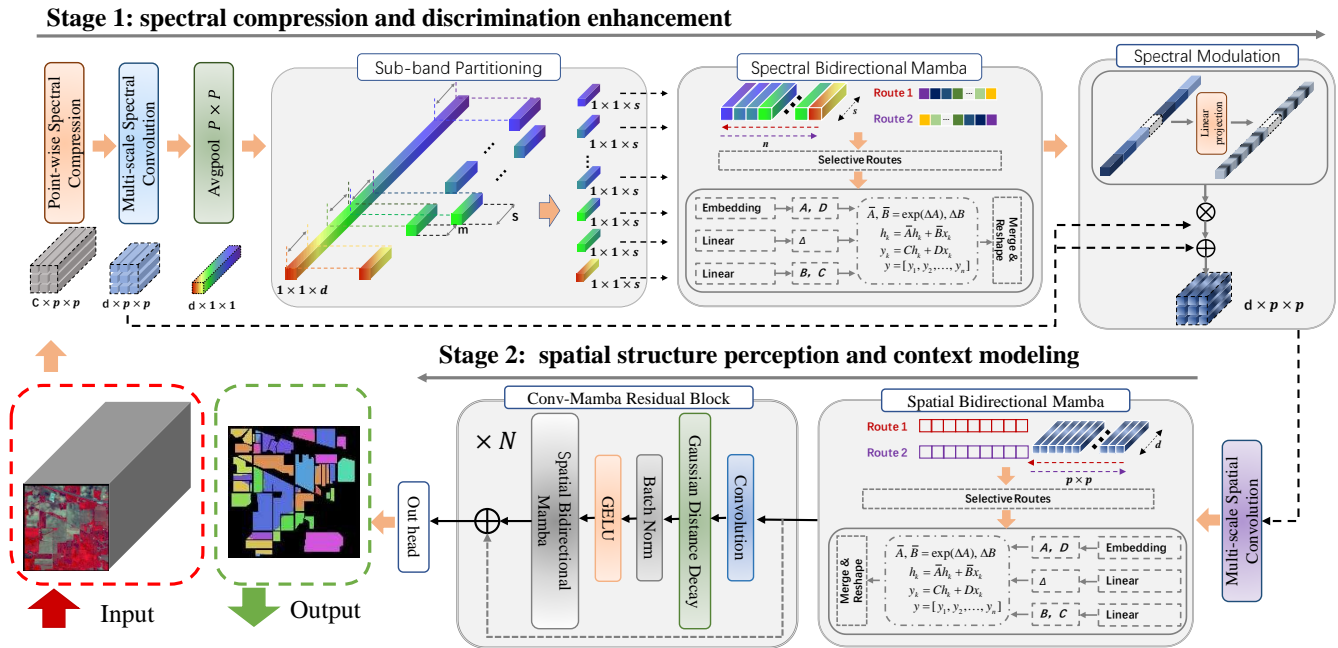 Stage 1: spectral compression and discrimination enhancement
Point-wise Spectral
Compression
Multi-scale Spectral
Convolution
Avgpool P × P
C × p × p
d × p × p
d × 1 × 1
Sub-band Partitioning
1 × 1 × d
m
S
...
...
1 × 1 × s
1 × 1 × s
1 × 1 × s
1 × 1 × s
1 × 1 × s
1 × 1 × s
Spectral Bidirectional Mamba
n
s
Route 1
...
Route 2
...
Selective Routes
Embedding
A, D
Linear
Δ
Linear
B, C
A̅, B̅ = exp(ΔA), ΔB
h_k = A̅h_k + B̅x_k
y_k = Ch_k + Dx_k
y = [y_1, y_2, ..., y_n]
Merge &
Reshape
Spectral Modulation
Linear
projection
d × p × p
Stage 2: spatial structure perception and context modeling
Input
Output
Out head
Conv-Mamba Residual Block
× N
Spatial Bidirectional
Mamba
GELU
Batch Norm
Gaussian Distance Decay
Convolution
Spatial Bidirectional Mamba
Route 1
Route 2
p × p
d
Selective Routes
Merge &
Reshape
A̅, B̅ = exp(ΔA), ΔB
h_k = A̅h_k + B̅x_k
y_k = Ch_k + Dx_k
y = [y_1, y_2, ..., y_n]
A, D
Embedding
Δ
Linear
B, C
Linear
Multi-scale Spatial
Convolution